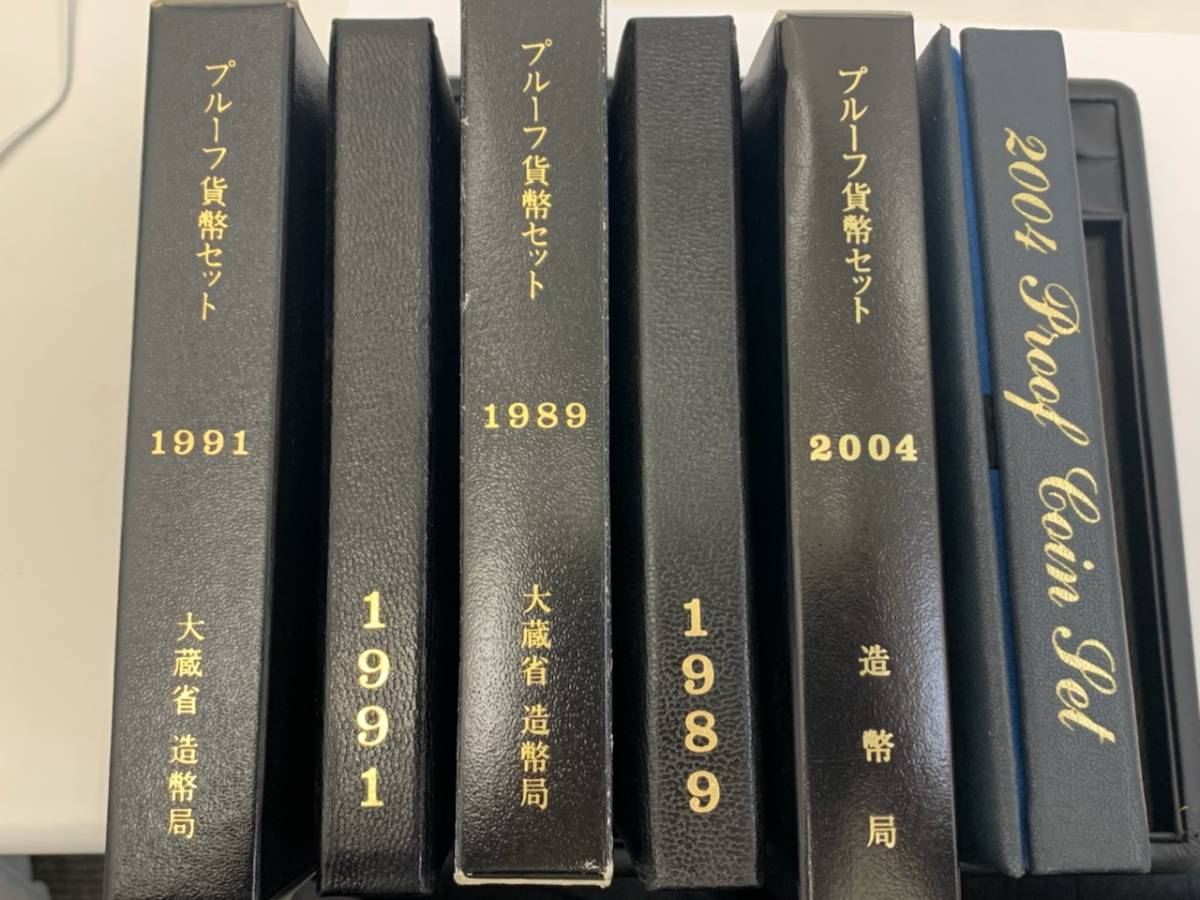 プルーフ貨幣セット
1991
大蔵省 造幣局
1991
プルーフ貨幣セット
1989
大蔵省 造幣局
1989
プルーフ貨幣セット
2004
造幣局
2004 Proof Coin Set